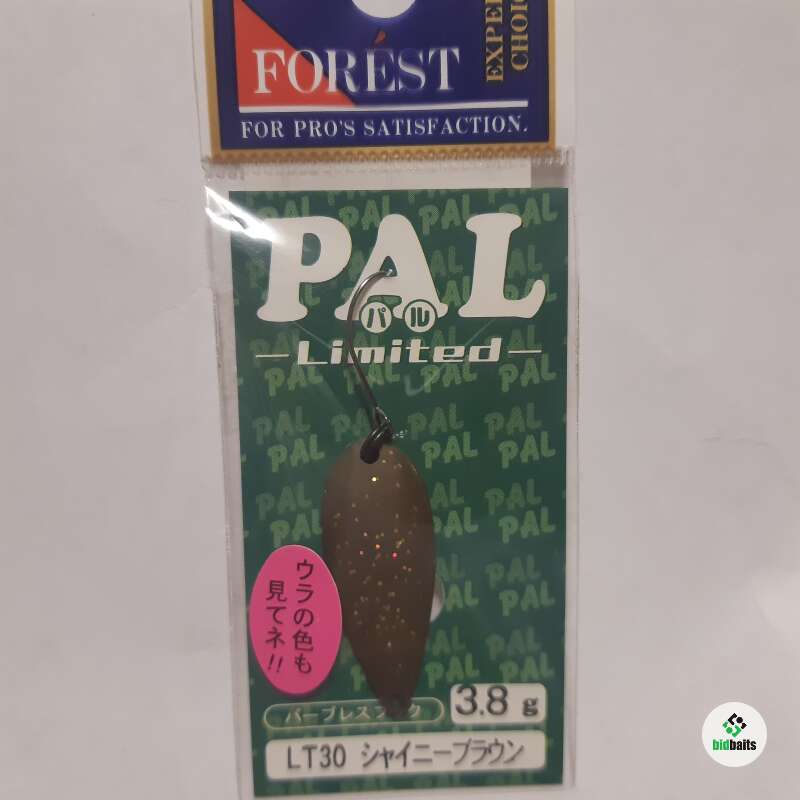 EXPE
CHOI
FORÉST
FOR PRO'S SATISFACTION.
PAL
パル
Limited
ウラの色も
見てネ!!
3.8 g
LT30 シャイニーブラウン
bidbaits